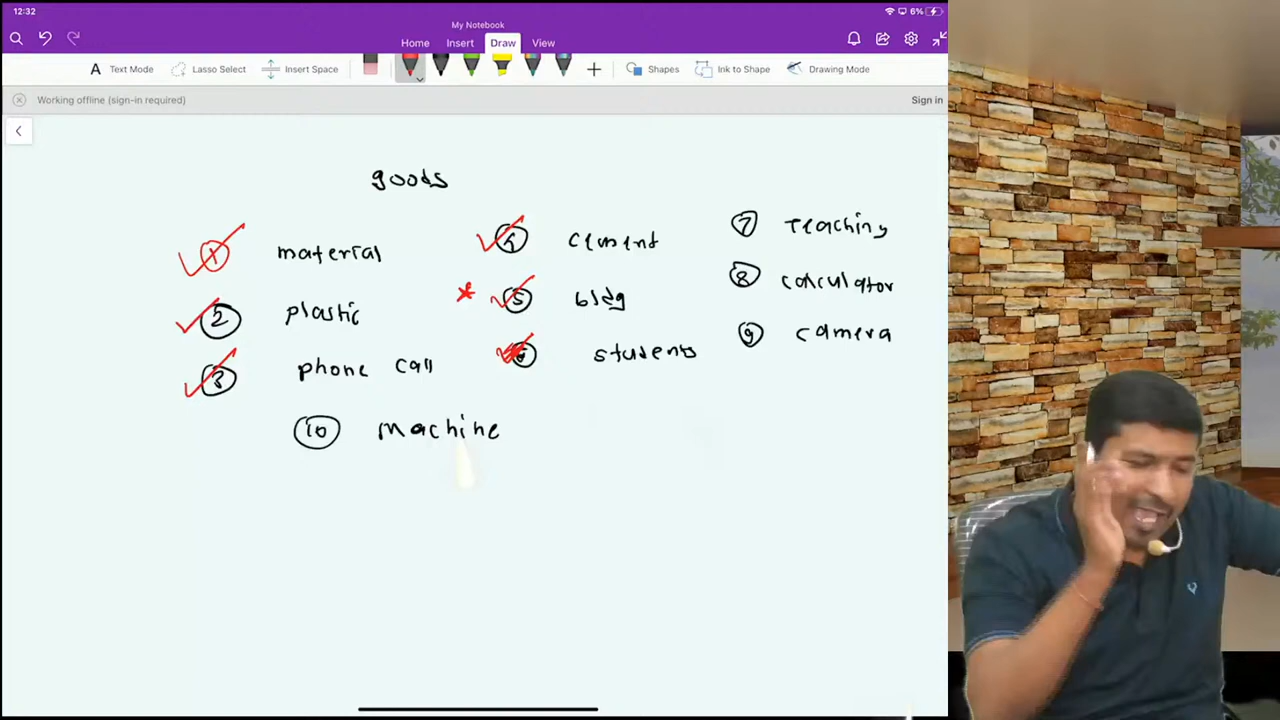 12:32
6%
My Notebook
Home Insert Draw View
Text Mode Lasso Select Insert Space Shapes Ink to Shape Drawing Mode
Working offline (sign-in required) Sign in
goods
1 material
2 plastic
3 phone call
4 cement
5 bldg
6 students
7 Teaching
8 calculator
9 camera
10 machine